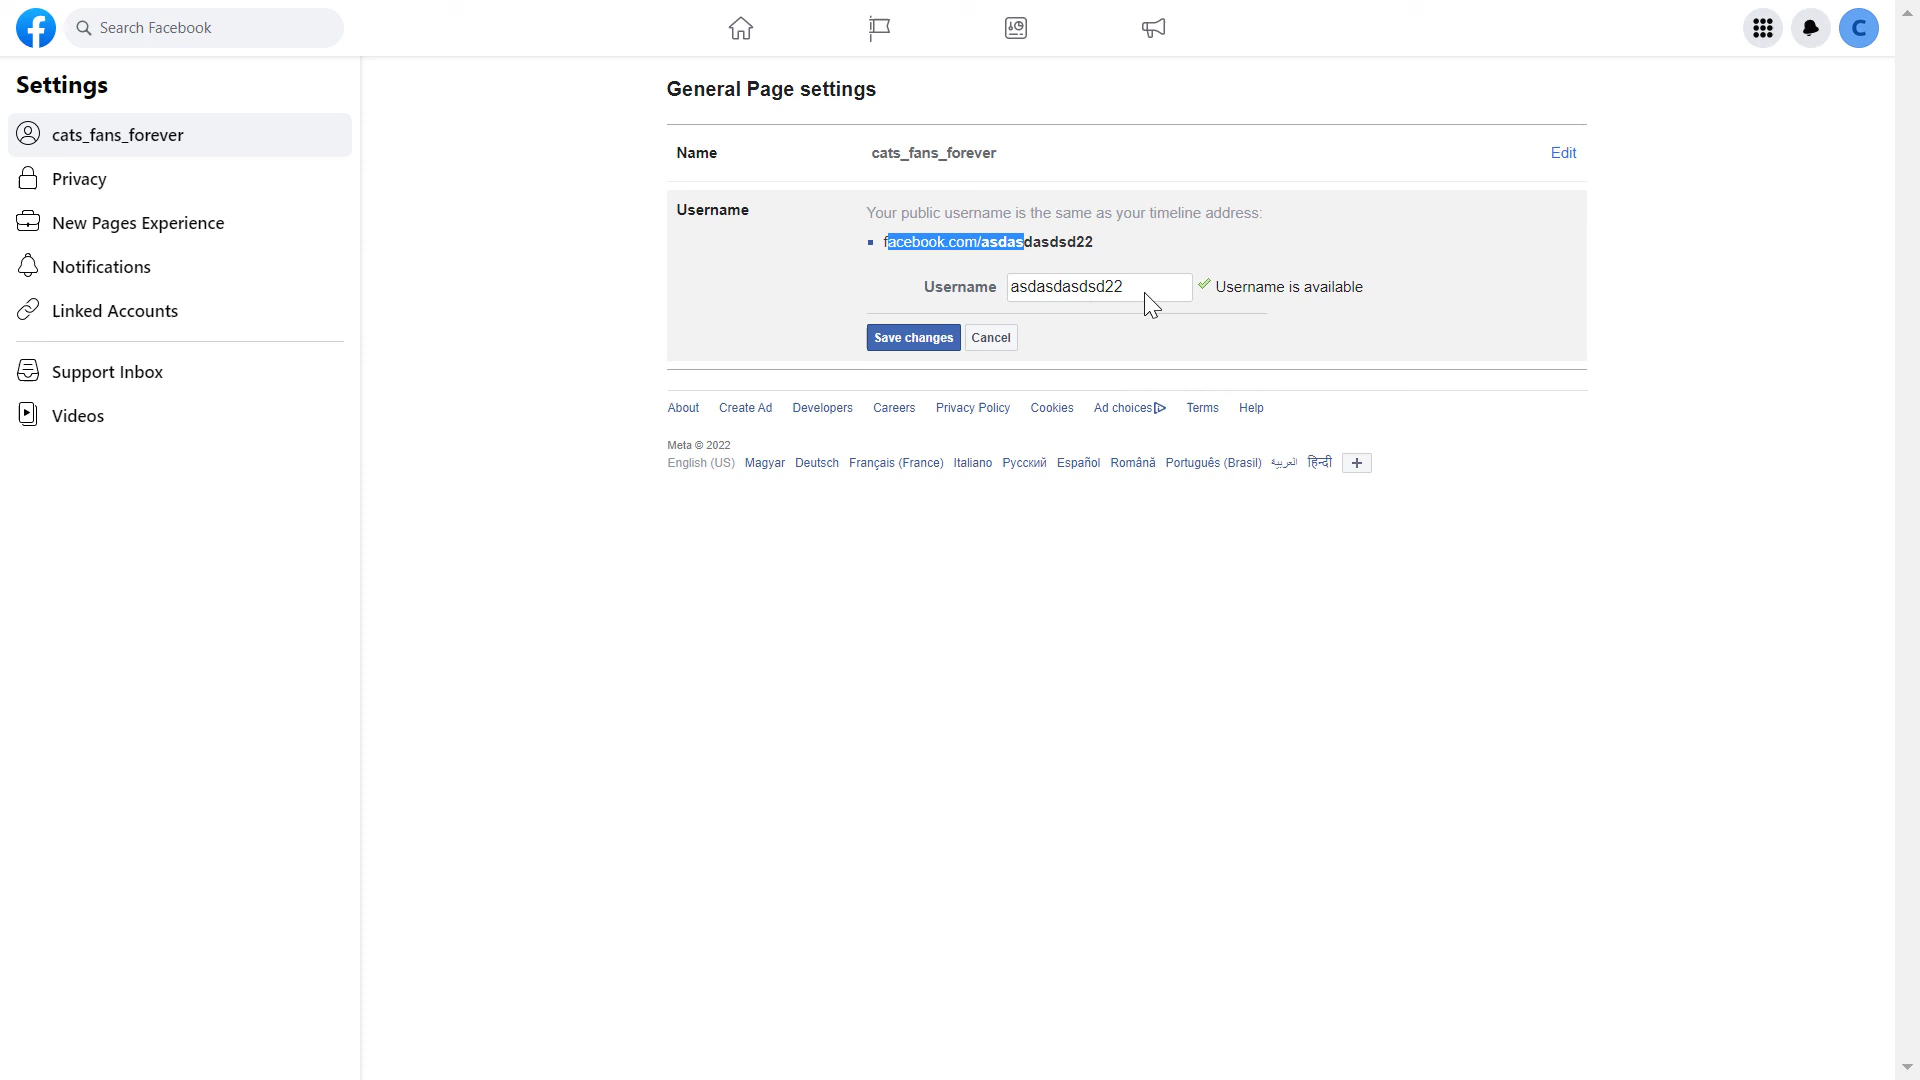 Search Facebook
C
Settings
cats_fans_forever
Privacy
New Pages Experience
Notifications
Linked Accounts
Support Inbox
Videos
General Page settings
Name cats_fans_forever Edit
Username Your public username is the same as your timeline address:
facebook.com/asdasdasdsd22
Username asdasdasdsd22 Username is available
Save changes Cancel
About Create Ad Developers Careers Privacy Policy Cookies Ad choices Terms Help
Meta © 2022
English (US) Magyar Deutsch Français (France) Italiano Русский Español Română Português (Brasil) العربية हिन्दी +